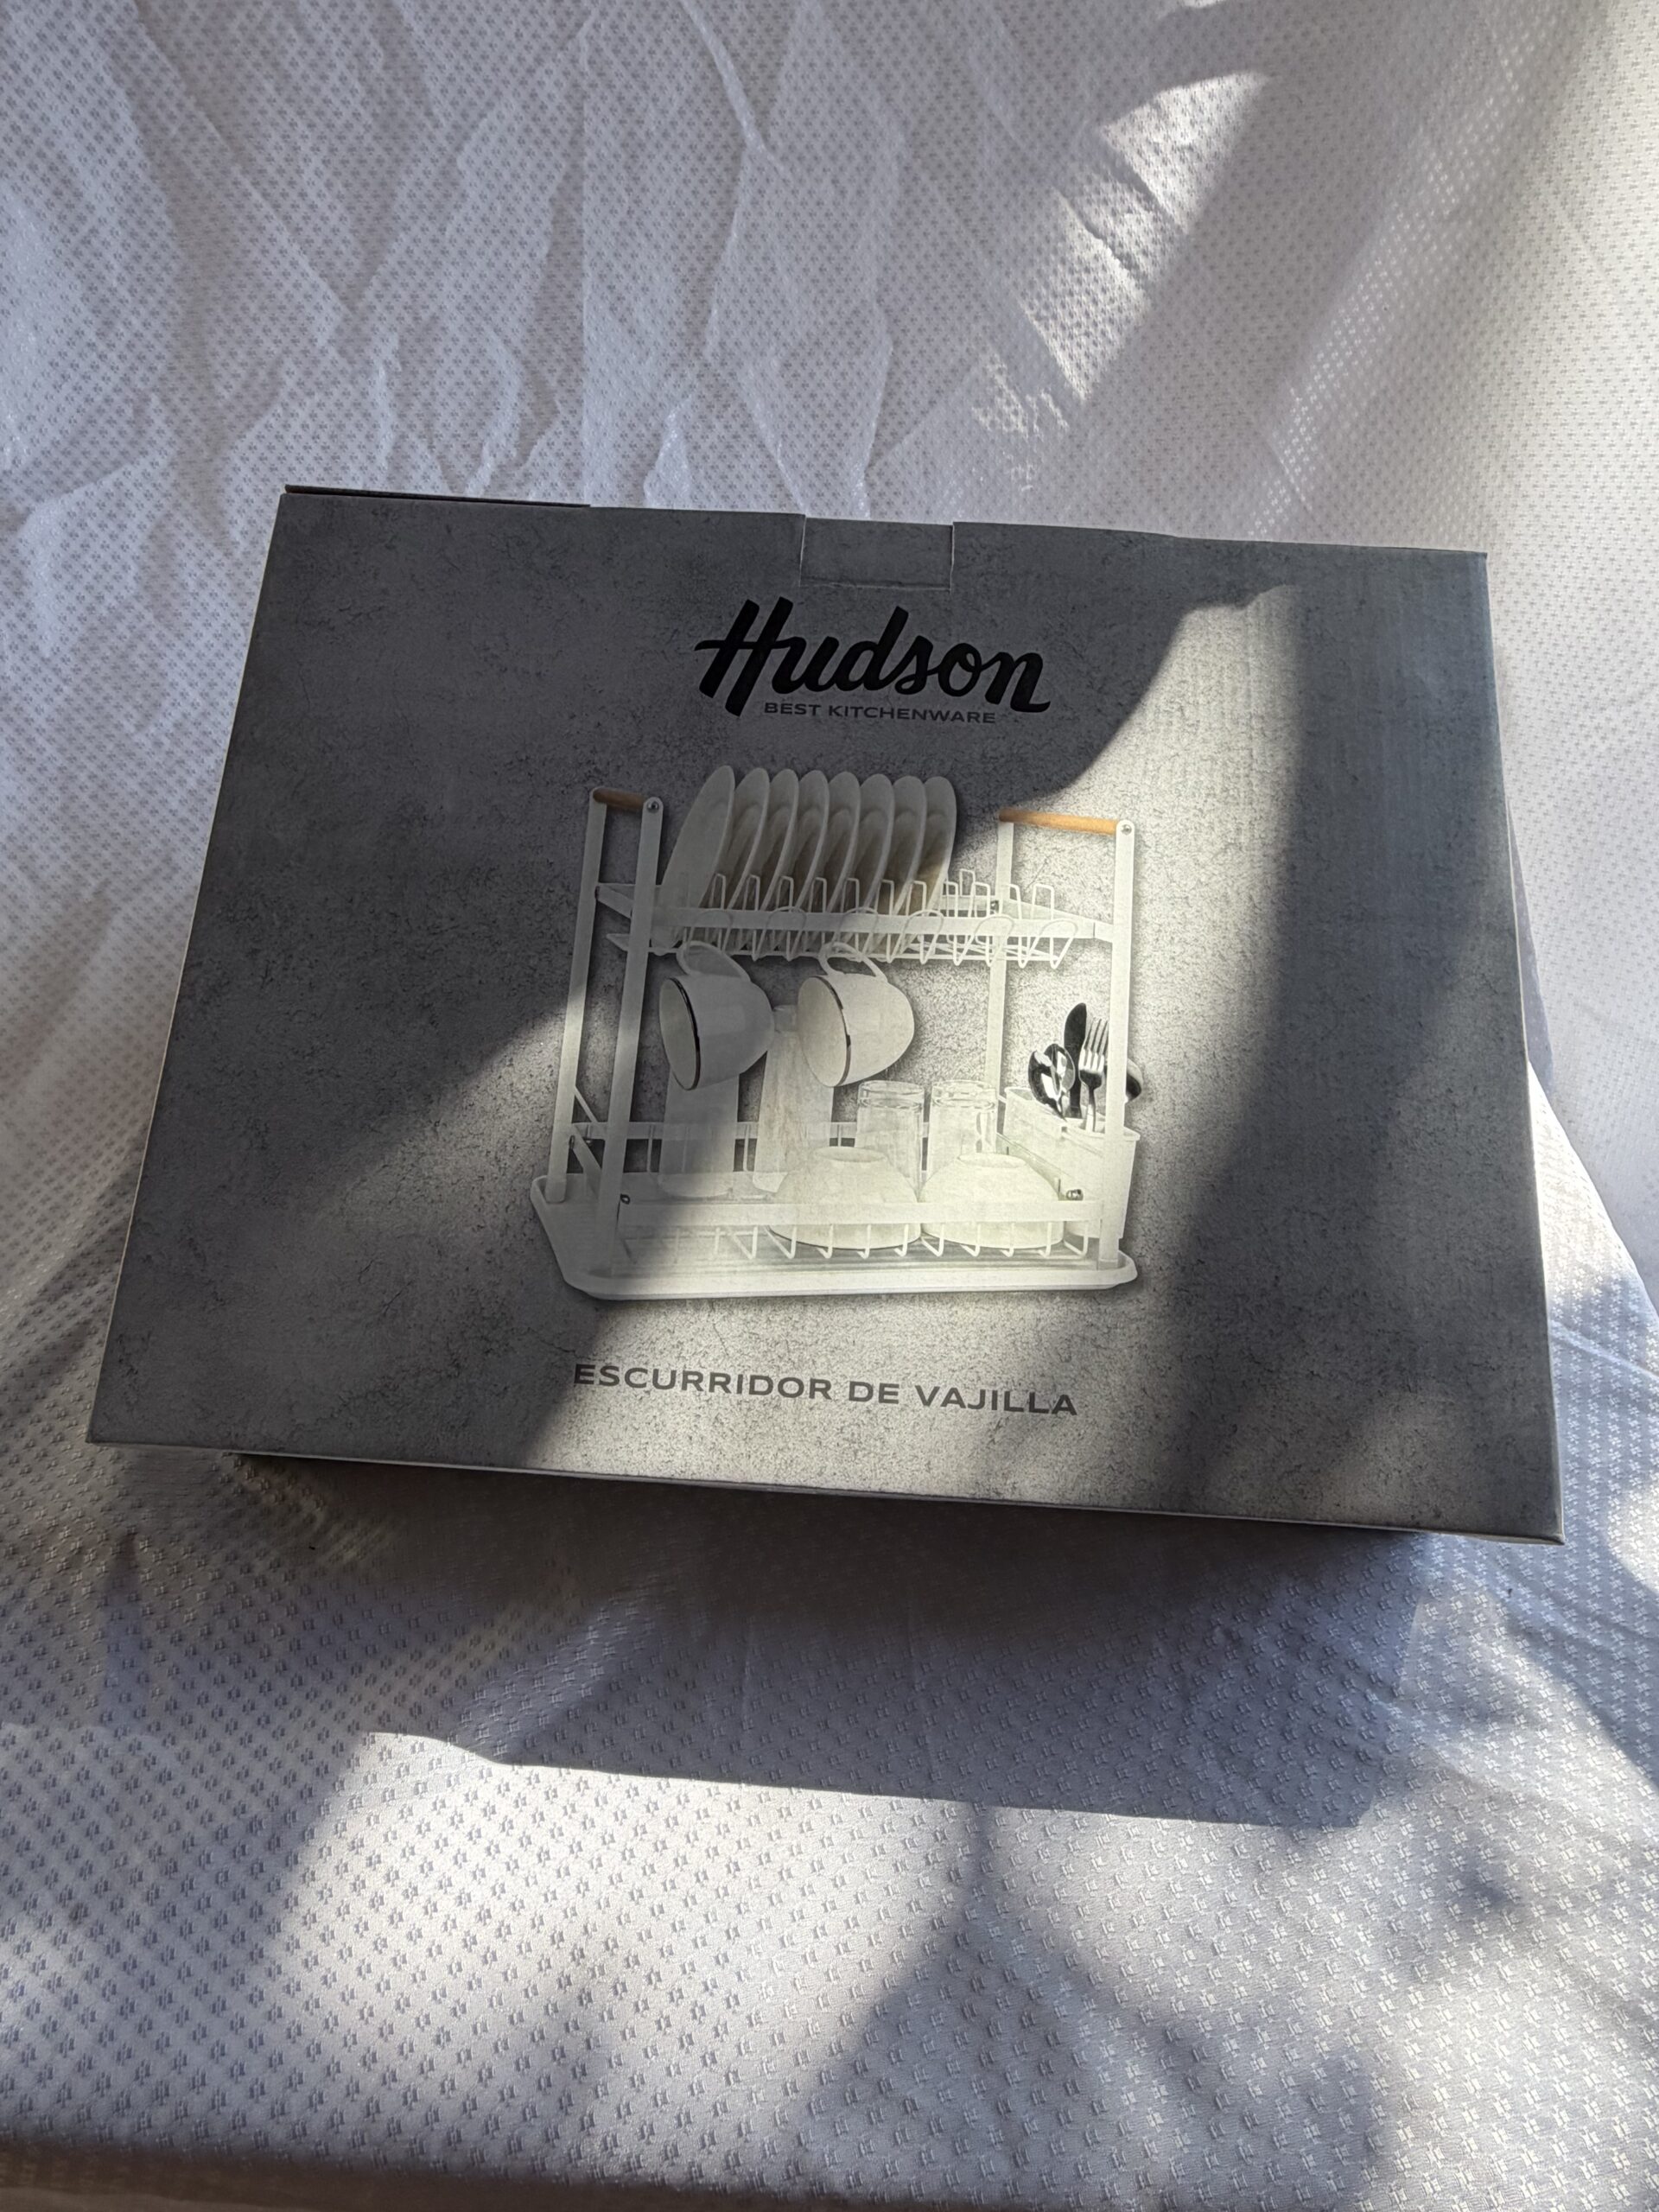 Hudson
BEST KITCHENWARE
ESCURRIDOR DE VAJILLA